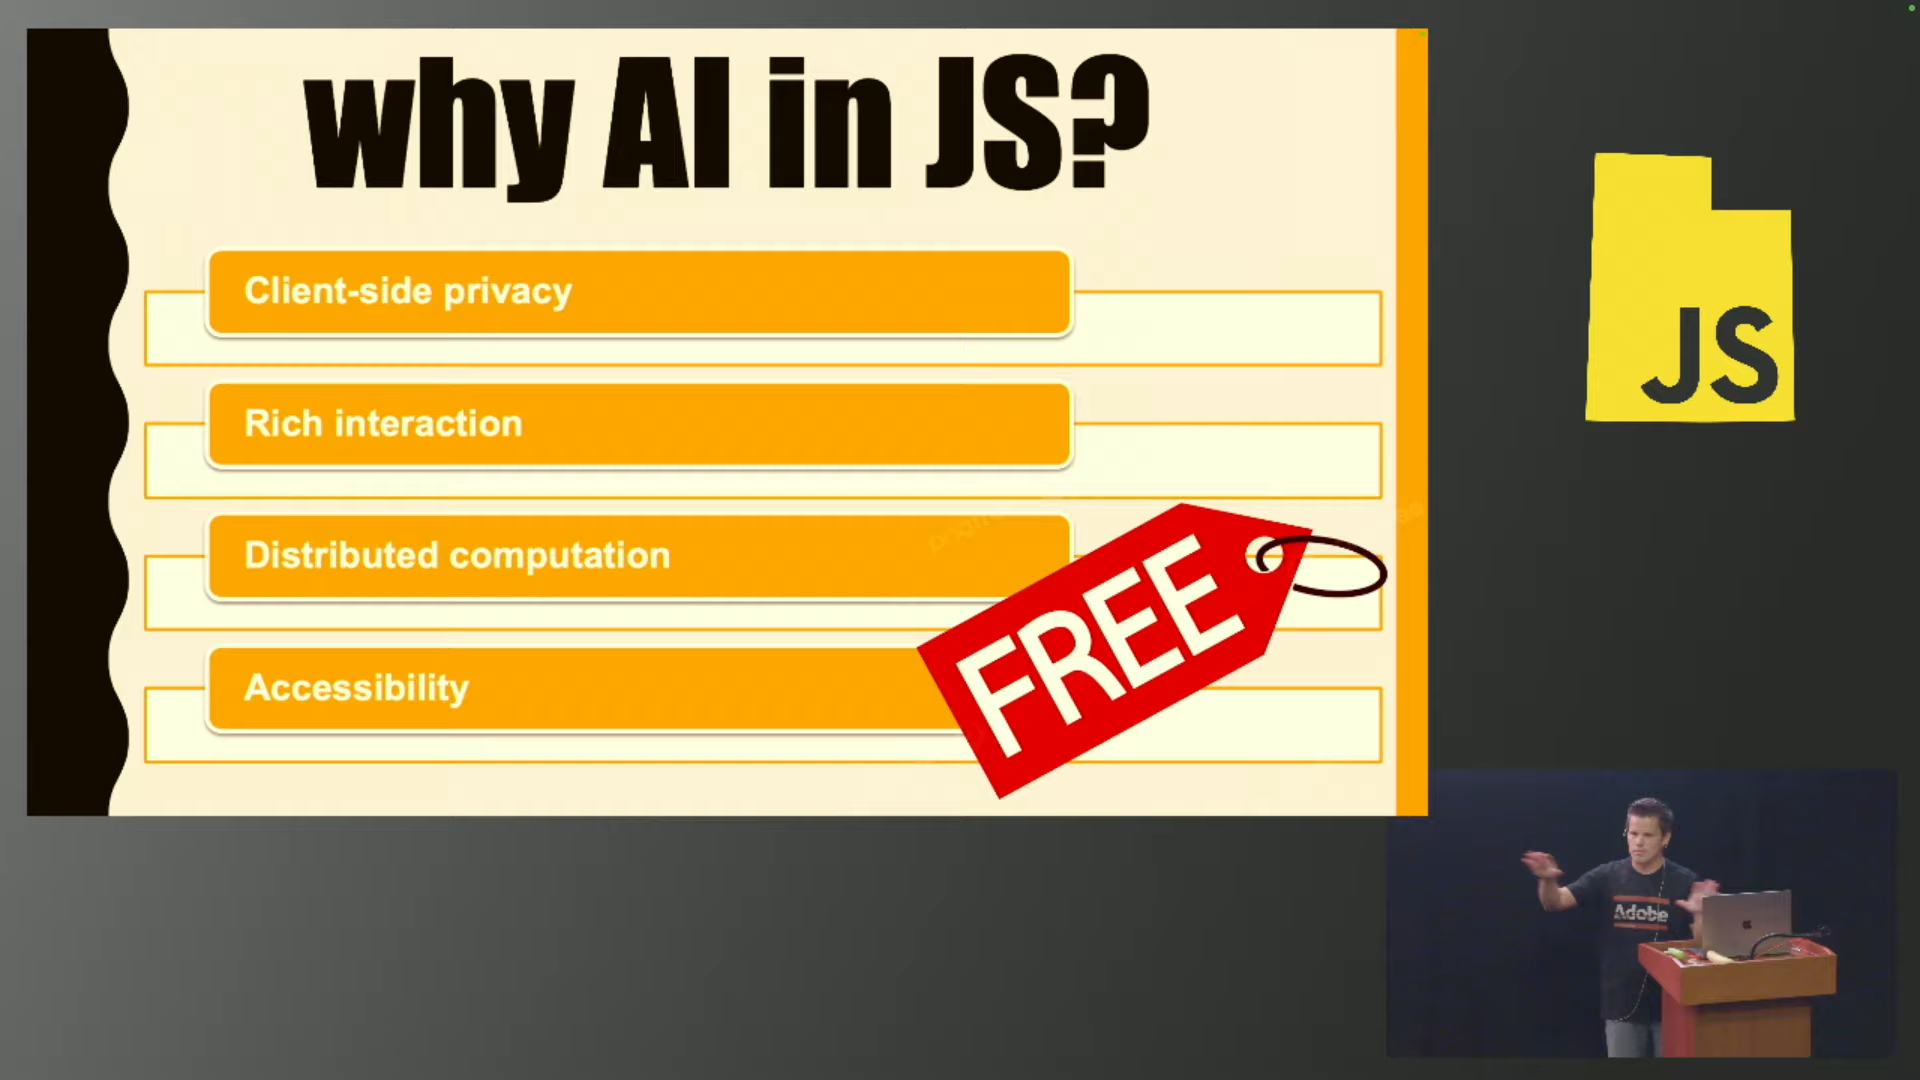 why AI in JS?
Client-side privacy
Rich interaction
Distributed computation
Accessibility
FREE
JS
Adobe